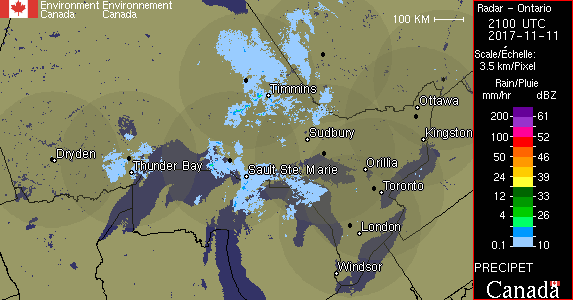 Environment Environnement
Canada Canada
100 KM
Timmins
Ottawa
Sudbury
Kingston
Dryden
Thunder Bay
Sault Ste. Marie
Orillia
Toronto
London
Windsor
Radar - Ontario
2100 UTC
2017-11-11
Scale/Échelle:
3.5 km/Pixel
Rain/Pluie
mm/hr dBZ
200 61
100 52
50 46
24 39
12 33
4 26
0.1 10
PRECIPET
Canada